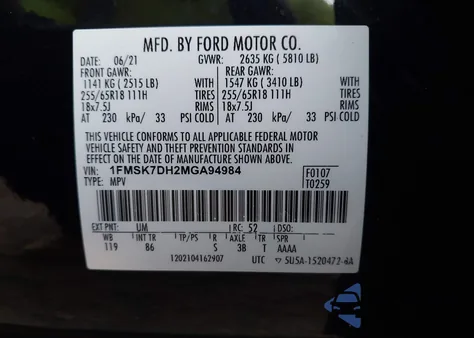 MFD. BY FORD MOTOR CO.
DATE: 06/21 GVWR: 2635 KG ( 5810 LB)
FRONT GAWR: REAR GAWR:
1141 KG ( 2515 LB) WITH 1547 KG ( 3410 LB) WITH
255/65R18 111H TIRES 255/65R18 111H TIRES
18x7.5J RIMS 18x7.5J RIMS
AT 230 kPa/ 33 PSI COLD AT 230 kPa/ 33 PSI COLD
THIS VEHICLE CONFORMS TO ALL APPLICABLE FEDERAL MOTOR
VEHICLE SAFETY AND THEFT PREVENTION STANDARDS IN
EFFECT ON THE DATE OF MANUFACTURE SHOWN ABOVE.
VIN: 1FMSK7DH2MGA94984 F0107
TYPE: MPV T0259
EXT PNT: UM RC: 52 DSO:
WB INT TR TP/PS R AXLE TR SPR
119 86 S 38 T AAAA
1202104162907 UTC 5U5A-1520472-AA